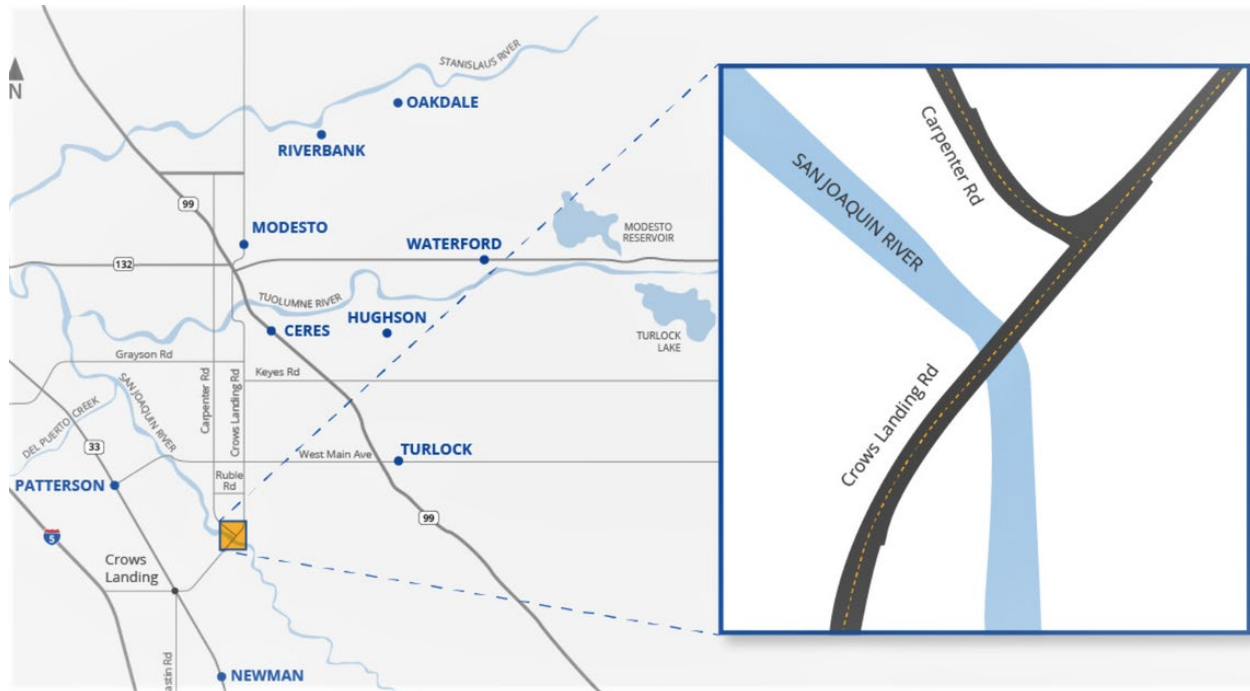 STANISLAUS RIVER
OAKDALE
N
RIVERBANK
99
MODESTO
MODESTO
RESERVOIR
WATERFORD
132
TUOLUMNE RIVER
HUGHSON
CERES
TURLOCK
LAKE
Grayson Rd
Keyes Rd
Carpenter Rd
Crows Landing Rd
SAN JOAQUIN RIVER
DEL PUERTO CREEK
33
West Main Ave
TURLOCK
Ruble
Rd
PATTERSON
99
5
Crows
Landing
NEWMAN
Carpenter Rd
SAN JOAQUIN RIVER
Crows Landing Rd